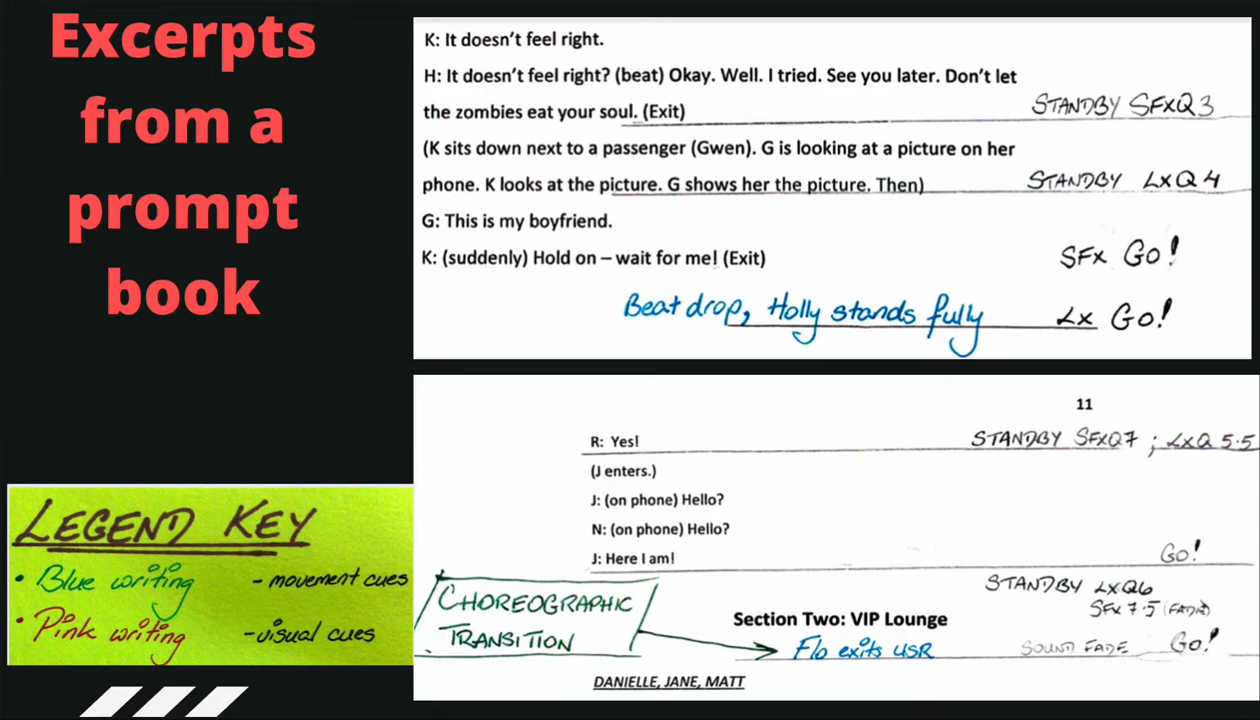 Excerpts
from a
prompt
book
K: It doesn't feel right.
H: It doesn't feel right? (beat) Okay. Well. I tried. See you later. Don't let
the zombies eat your soul. (Exit) STANDBY SFXQ3
(K sits down next to a passenger (Gwen). G is looking at a picture on her
phone. K looks at the picture. G shows her the picture. Then) STANDBY LXQ4
G: This is my boyfriend.
K: (suddenly) Hold on – wait for me! (Exit) SFX GO!
Beat drop, Holly stands fully LX GO!
11
R: Yes! STANDBY SFXQ7 ; LXQ 5.5
(J enters.)
J: (on phone) Hello?
N: (on phone) Hello?
J: Here I am! GO!
STANDBY LXQ6
SFX 7.5 (FADE)
CHOREOGRAPHIC
TRANSITION
Section Two: VIP Lounge
Flo exits USR SOUND FADE GO!
DANIELLE, JANE, MATT
LEGEND KEY
• Blue writing - movement cues
• Pink writing - visual cues